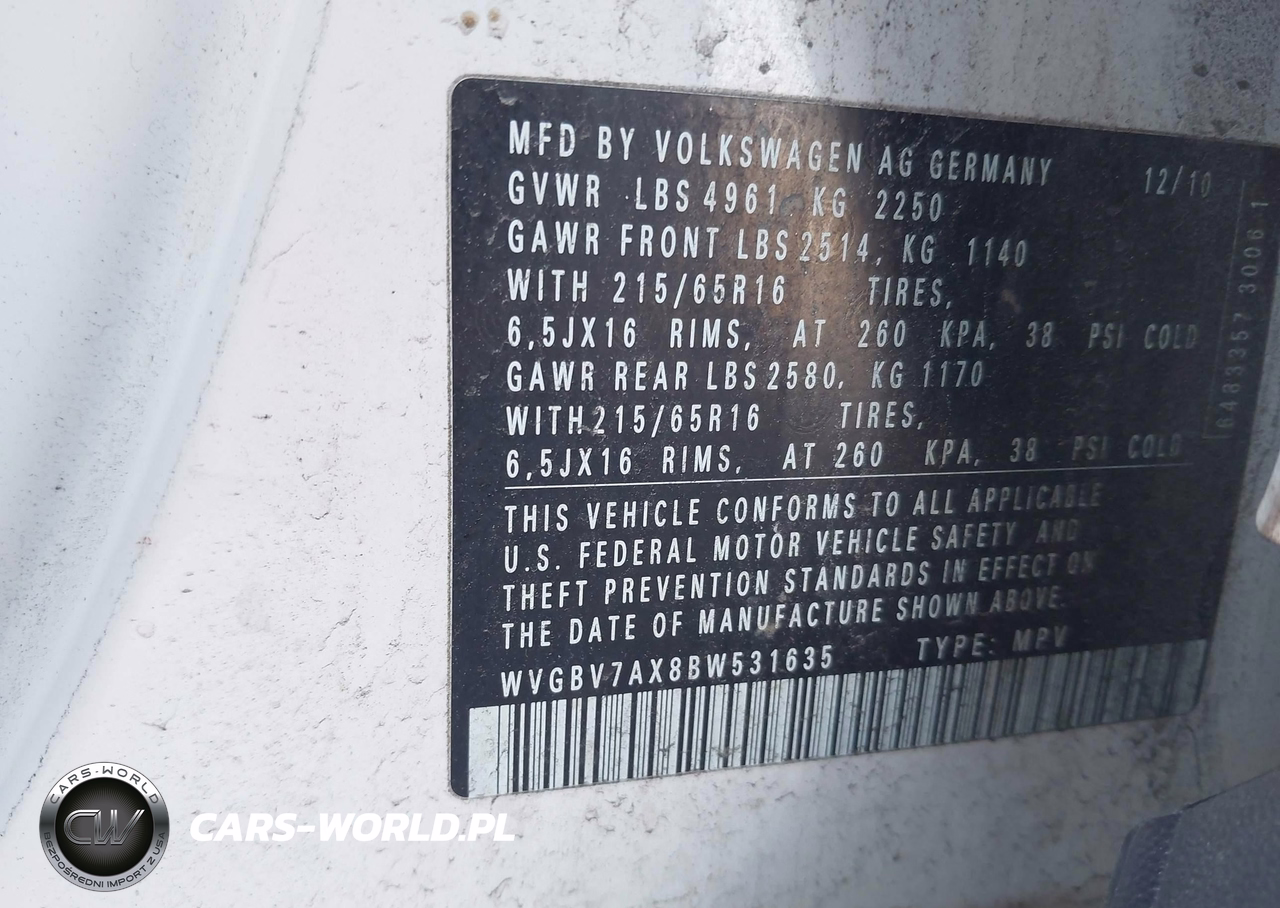 MFD BY VOLKSWAGEN AG GERMANY 12/10
GVWR LBS 4961 KG 2250
GAWR FRONT LBS 2514, KG 1140
WITH 215/65R16 TIRES,
6,5JX16 RIMS, AT 260 KPA, 38 PSI COLD
GAWR REAR LBS 2580, KG 1170
WITH 215/65R16 TIRES,
6,5JX16 RIMS, AT 260 KPA, 38 PSI COLD
THIS VEHICLE CONFORMS TO ALL APPLICABLE
U.S. FEDERAL MOTOR VEHICLE SAFETY AND
THEFT PREVENTION STANDARDS IN EFFECT ON
THE DATE OF MANUFACTURE SHOWN ABOVE.
WVGBV7AX8BW531635 TYPE: MPV
CARS-WORLD
CW
BEZPOŚREDNI IMPORT Z USA
CARS-WORLD.PL